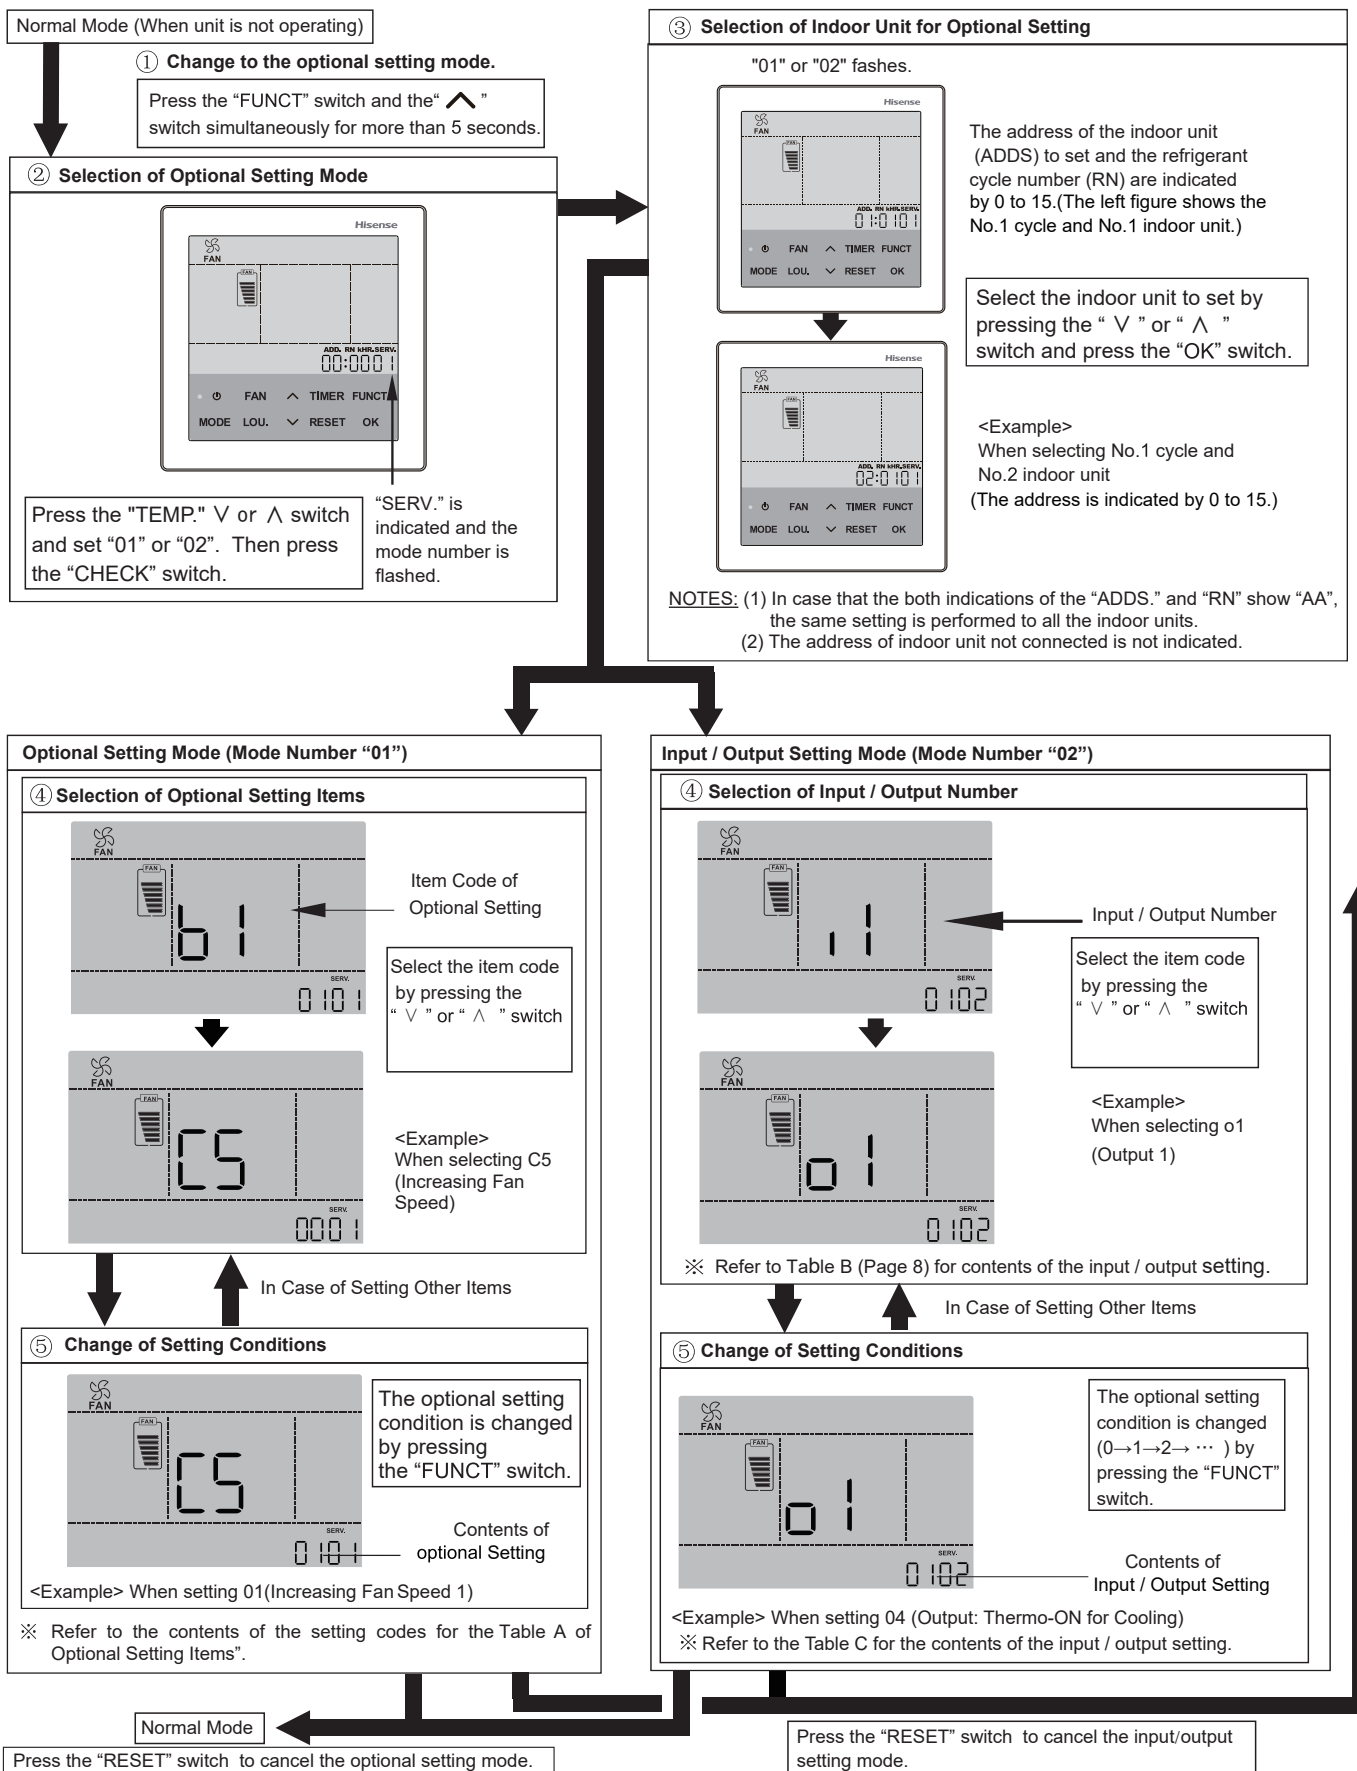 Normal Mode (When unit is not operating)
① Change to the optional setting mode.
Press the “FUNCT” switch and the“ ∧ ”
switch simultaneously for more than 5 seconds.
② Selection of Optional Setting Mode
Hisense
FAN
FAN
ADD. RN kHR.SERV.
00:0001
FAN ∧ TIMER FUNCT
MODE LOU. ∨ RESET OK
Press the "TEMP." ∨ or ∧ switch
and set “01” or “02”. Then press
the “CHECK” switch.
“SERV.” is
indicated and the
mode number is
flashed.
③ Selection of Indoor Unit for Optional Setting
"01" or "02" fashes.
Hisense
FAN
FAN
ADD. RN kHR.SERV.
01:0101
FAN ∧ TIMER FUNCT
MODE LOU. ∨ RESET OK
The address of the indoor unit
(ADDS) to set and the refrigerant
cycle number (RN) are indicated
by 0 to 15.(The left figure shows the
No.1 cycle and No.1 indoor unit.)
Select the indoor unit to set by
pressing the “ ∨ ” or “ ∧ ”
switch and press the “OK” switch.
Hisense
FAN
FAN
ADD. RN kHR.SERV.
02:0101
FAN ∧ TIMER FUNCT
MODE LOU. ∨ RESET OK
<Example>
When selecting No.1 cycle and
No.2 indoor unit
(The address is indicated by 0 to 15.)
NOTES: (1) In case that the both indications of the “ADDS.” and “RN” show “AA”,
the same setting is performed to all the indoor units.
(2) The address of indoor unit not connected is not indicated.
Optional Setting Mode (Mode Number “01”)
④ Selection of Optional Setting Items
FAN
FAN
b1
SERV.
0101
Item Code of
Optional Setting
Select the item code
by pressing the
“ ∨ ” or “ ∧ ” switch
FAN
FAN
C5
SERV.
0001
<Example>
When selecting C5
(Increasing Fan
Speed)
In Case of Setting Other Items
⑤ Change of Setting Conditions
FAN
FAN
C5
SERV.
0101
The optional setting
condition is changed
by pressing
the “FUNCT” switch.
Contents of
optional Setting
<Example> When setting 01(Increasing Fan Speed 1)
※ Refer to the contents of the setting codes for the Table A of
Optional Setting Items”.
Input / Output Setting Mode (Mode Number “02”)
④ Selection of Input / Output Number
FAN
FAN
i1
SERV.
0102
Input / Output Number
Select the item code
by pressing the
“ ∨ ” or “ ∧ ” switch
FAN
FAN
o1
SERV.
0102
<Example>
When selecting o1
(Output 1)
※ Refer to Table B (Page 8) for contents of the input / output setting.
In Case of Setting Other Items
⑤ Change of Setting Conditions
FAN
FAN
o1
SERV.
0102
The optional setting
condition is changed
(0→1→2→ ··· ) by
pressing the “FUNCT”
switch.
Contents of
Input / Output Setting
<Example> When setting 04 (Output: Thermo-ON for Cooling)
※ Refer to the Table C for the contents of the input / output setting.
Normal Mode
Press the “RESET” switch to cancel the optional setting mode.
Press the “RESET” switch to cancel the input/output
setting mode.